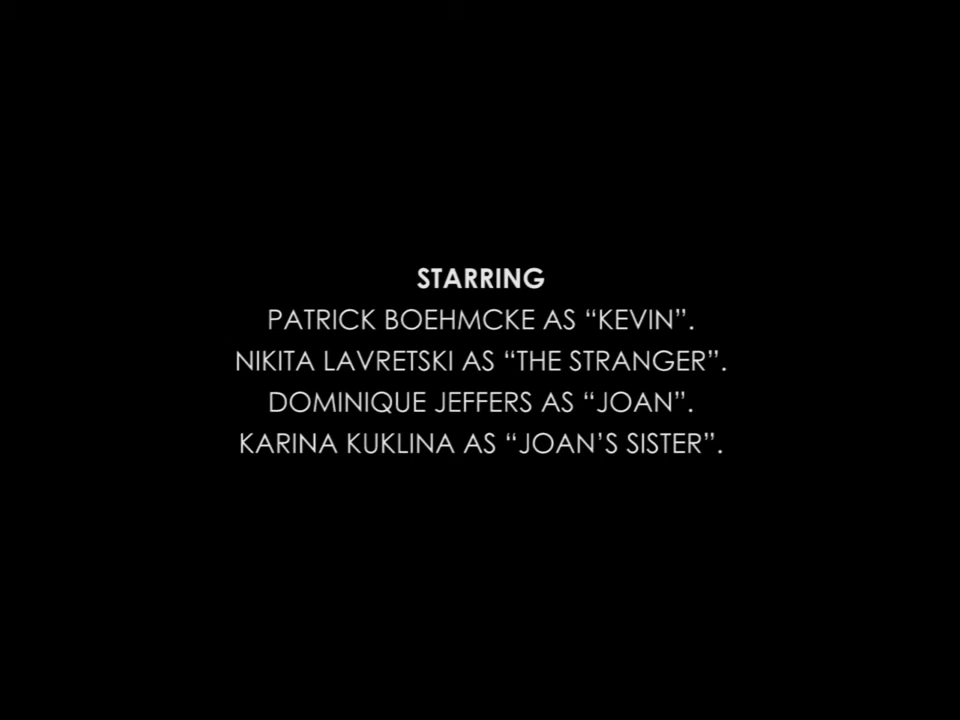 STARRING
PATRICK BOEHMCKE AS “KEVIN”.
NIKITA LAVRETSKI AS “THE STRANGER”.
DOMINIQUE JEFFERS AS “JOAN”.
KARINA KUKLINA AS “JOAN’S SISTER”.